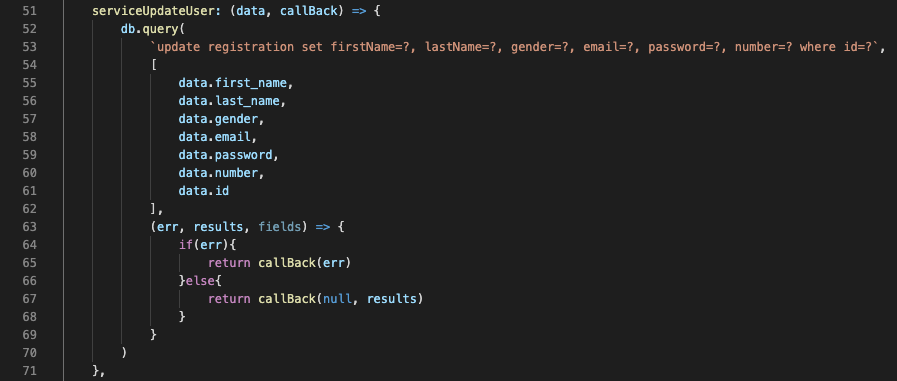 51 serviceUpdateUser: (data, callBack) => {
52 db.query(
53 `update registration set firstName=?, lastName=?, gender=?, email=?, password=?, number=? where id=?`,
54 [
55 data.first_name,
56 data.last_name,
57 data.gender,
58 data.email,
59 data.password,
60 data.number,
61 data.id
62 ],
63 (err, results, fields) => {
64 if(err){
65 return callBack(err)
66 }else{
67 return callBack(null, results)
68 }
69 }
70 )
71 },